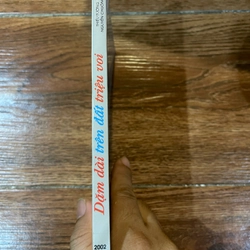 Dặm dài trên đất triệu voi
2002